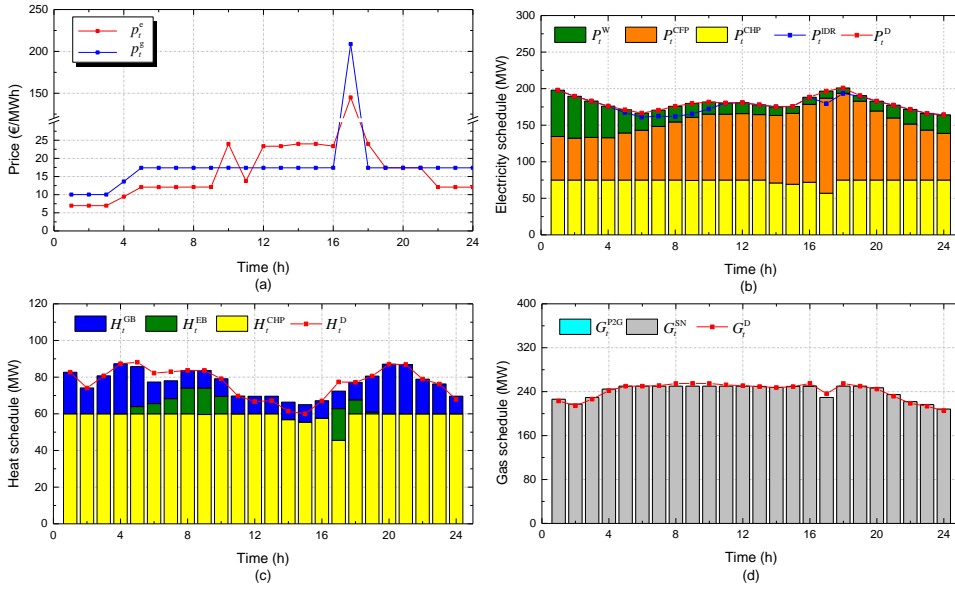 p_t^e
p_t^g
250
200
150
100
25
20
15
10
5
0
0 4 8 12 16 20 24
Price (€/MWh)
Time (h)
(a)
P_t^W P_t^CFP P_t^CHP P_t^IDR P_t^D
300
250
200
150
100
50
0
0 4 8 12 16 20 24
Electricity schedule (MW)
Time (h)
(b)
H_t^GB H_t^EB H_t^CHP H_t^D
120
100
80
60
40
20
0
0 4 8 12 16 20 24
Heat schedule (MW)
Time (h)
(c)
G_t^P2G G_t^SN G_t^D
400
320
240
160
80
0
0 4 8 12 16 20 24
Gas schedule (MW)
Time (h)
(d)